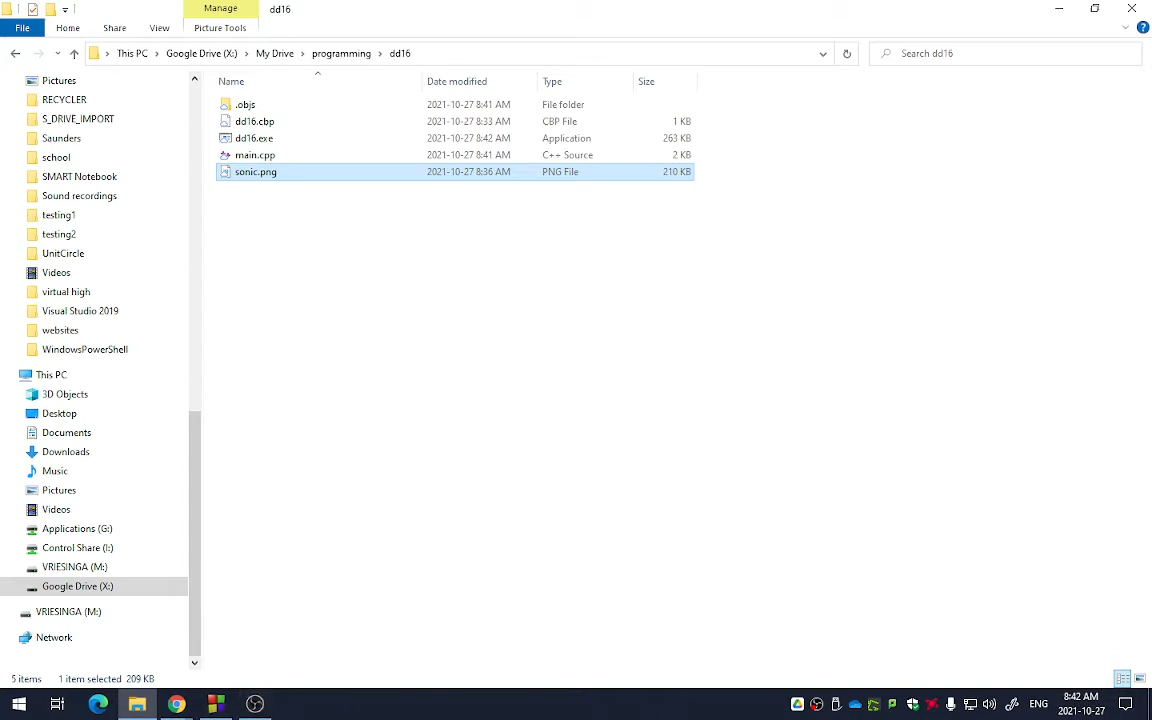 Manage
dd16
File
Home
Share
View
Picture Tools
This PC
Google Drive (X:)
My Drive
programming
dd16
Search dd16
Name
Date modified
Type
Size
.objs
2021-10-27 8:41 AM
File folder
dd16.cbp
2021-10-27 8:33 AM
CBP File
1 KB
dd16.exe
2021-10-27 8:42 AM
Application
263 KB
main.cpp
2021-10-27 8:41 AM
C++ Source
2 KB
sonic.png
2021-10-27 8:36 AM
PNG File
210 KB
Pictures
RECYCLER
S_DRIVE_IMPORT
Saunders
school
SMART Notebook
Sound recordings
testing1
testing2
UnitCircle
Videos
virtual high
Visual Studio 2019
websites
WindowsPowerShell
This PC
3D Objects
Desktop
Documents
Downloads
Music
Pictures
Videos
Applications (G:)
Control Share (I:)
VRIESINGA (M:)
Google Drive (X:)
VRIESINGA (M:)
Network
5 items
1 item selected 209 KB
ENG
8:42 AM
2021-10-27